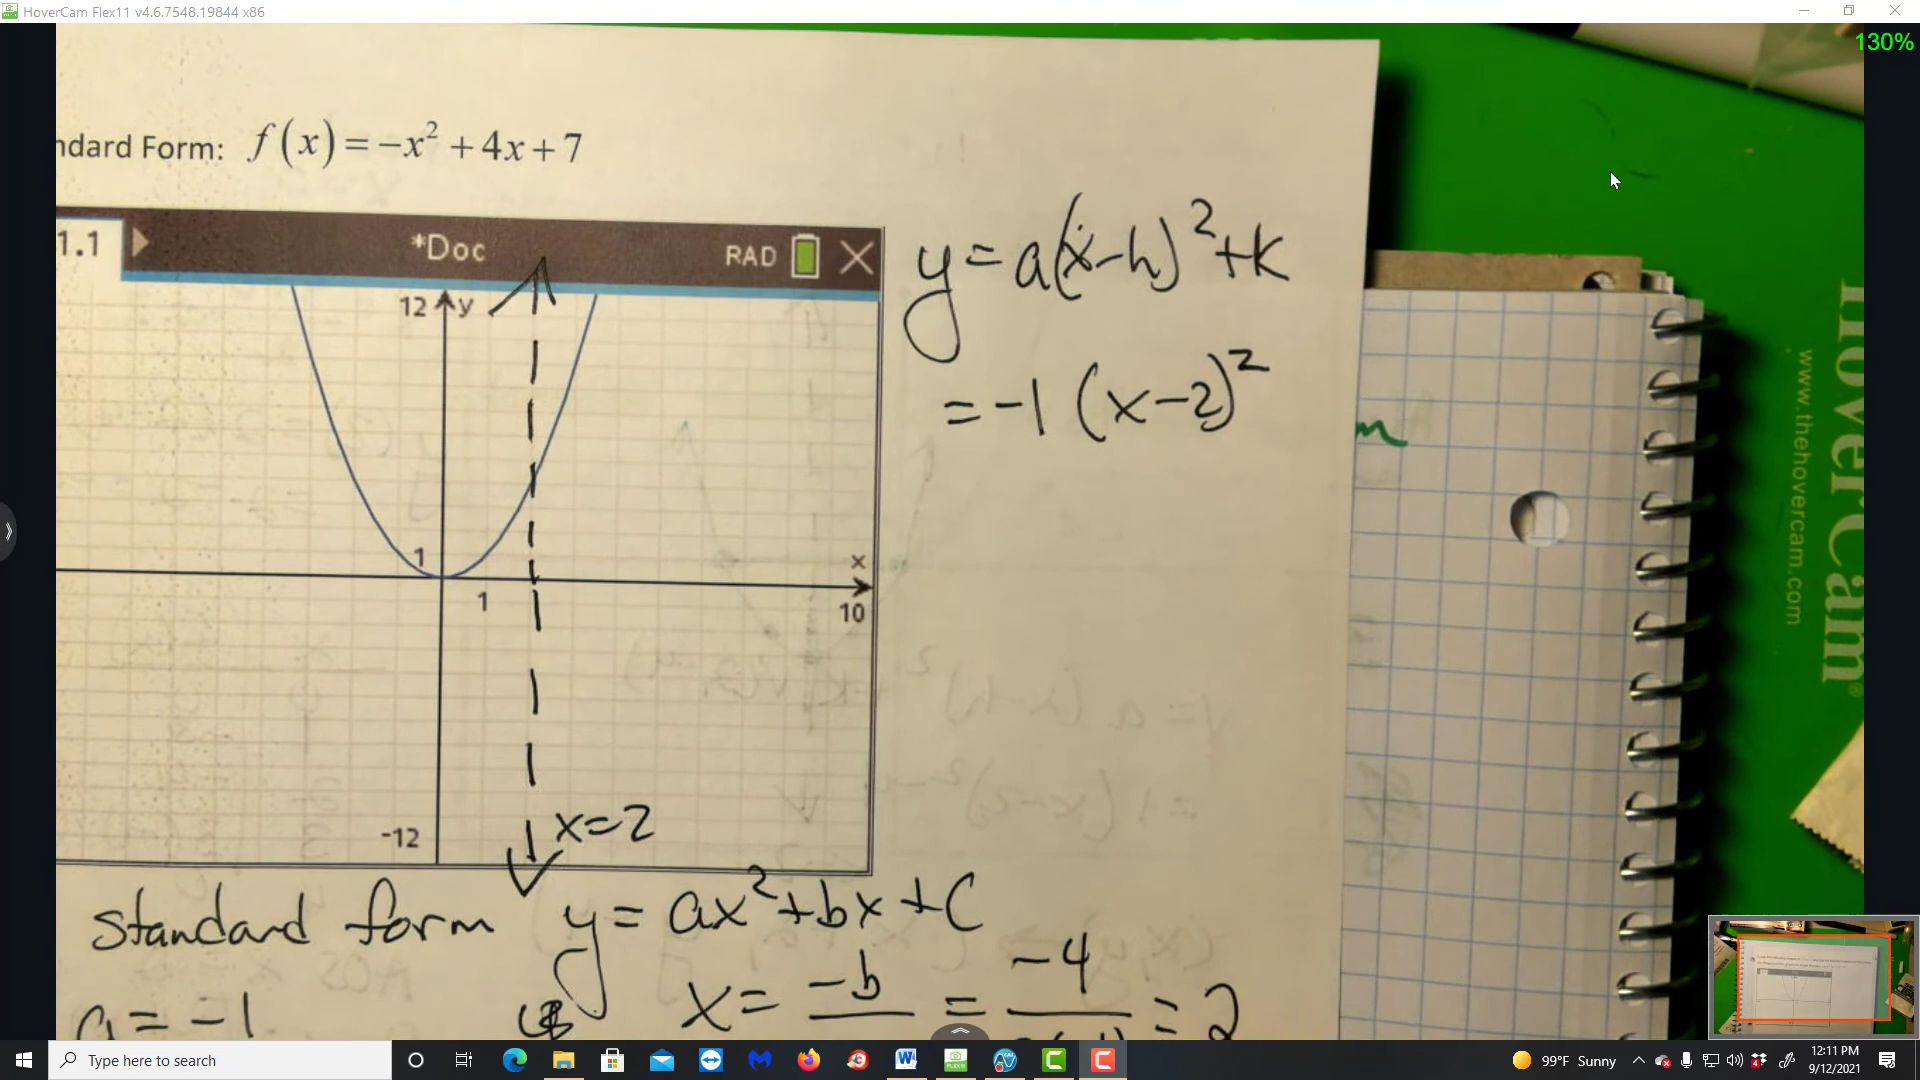 HoverCam Flex11 v4.6.7548.19844 x86
130%
ndard Form: f(x) = -x² + 4x + 7
1.1 *Doc RAD
12 y
y = a(x-h)² + k
= -1 (x-2)²
m
1
x
1
10
-12
x = 2
standard form y = ax² + bx + c
a = -1
x = -b = -4 = 2
HoverCam®
www.thehovercam.com
Type here to search
99°F Sunny
12:11 PM
9/12/2021